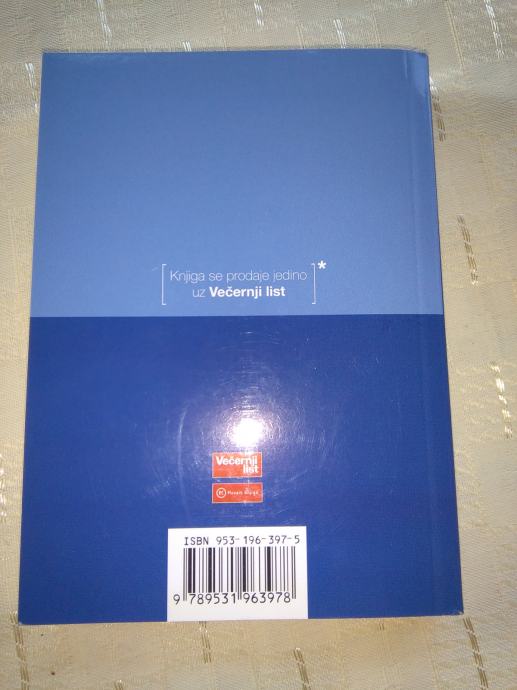 [Knjiga se prodaje jedino
uz Večernji list]*
Večernji
list
ISBN 953-196-397-5
9 789531 963978